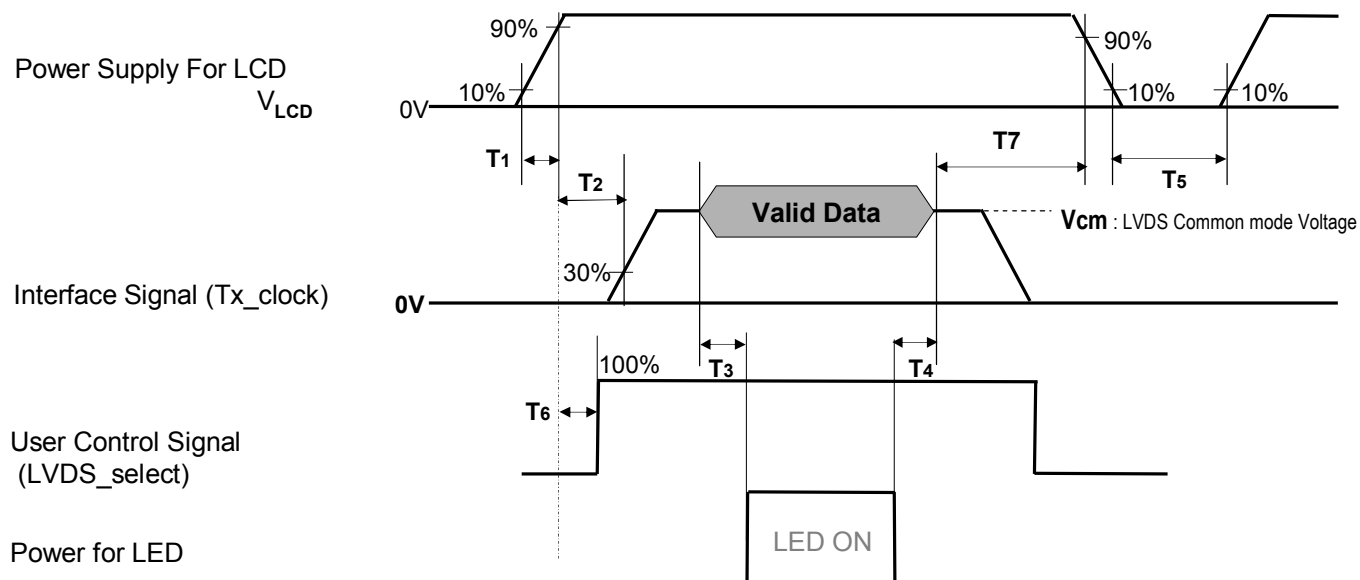 90%
90%
Power Supply For LCD
VLCD
10%
10%
10%
0V
T1
T2
T7
T5
Valid Data
Vcm : LVDS Common mode Voltage
30%
Interface Signal (Tx_clock)
0V
T3
T4
100%
T6
User Control Signal
(LVDS_select)
LED ON
Power for LED